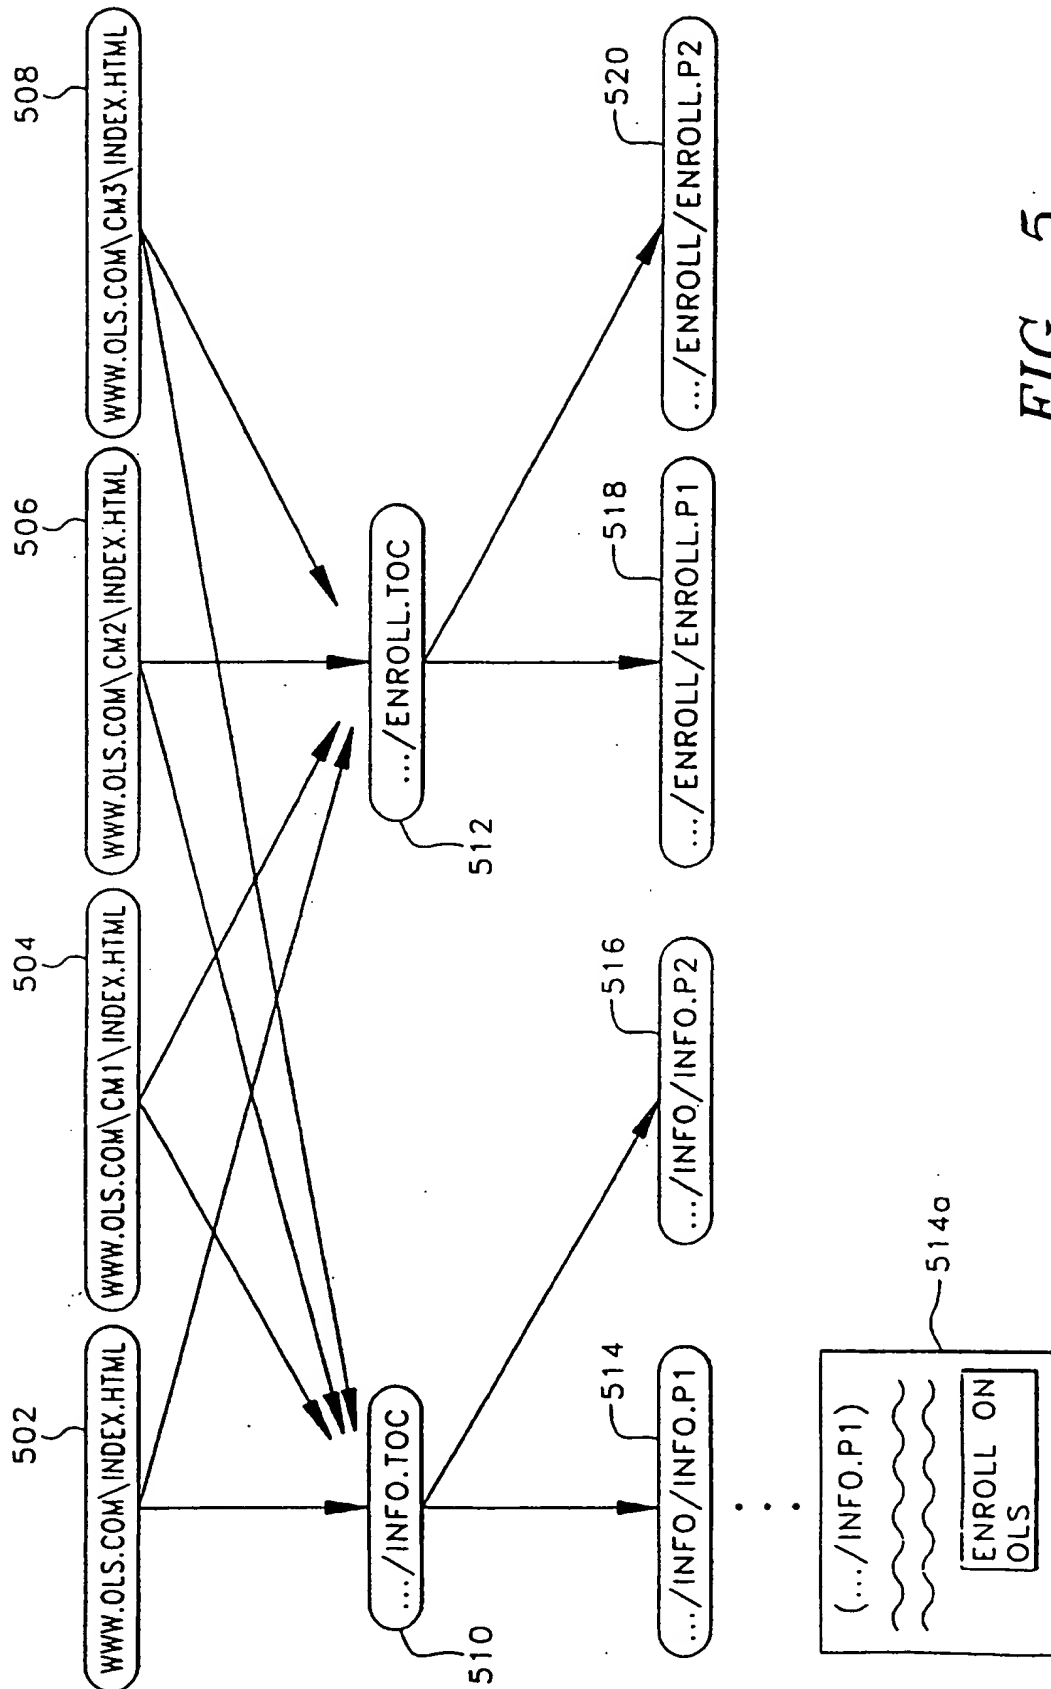 502
504
506
508
WWW.OLS.COM\INDEX.HTML
WWW.OLS.COM\CM1\INDEX.HTML
WWW.OLS.COM\CM2\INDEX.HTML
WWW.OLS.COM\CM3\INDEX.HTML
.../INFO.TOC
.../ENROLL.TOC
510
512
514
516
518
520
.../INFO/INFO.P1
.../INFO/INFO.P2
.../ENROLL/ENROLL.P1
.../ENROLL/ENROLL.P2
(.../INFO.P1)
514a
ENROLL ON
OLS
FIG. 5